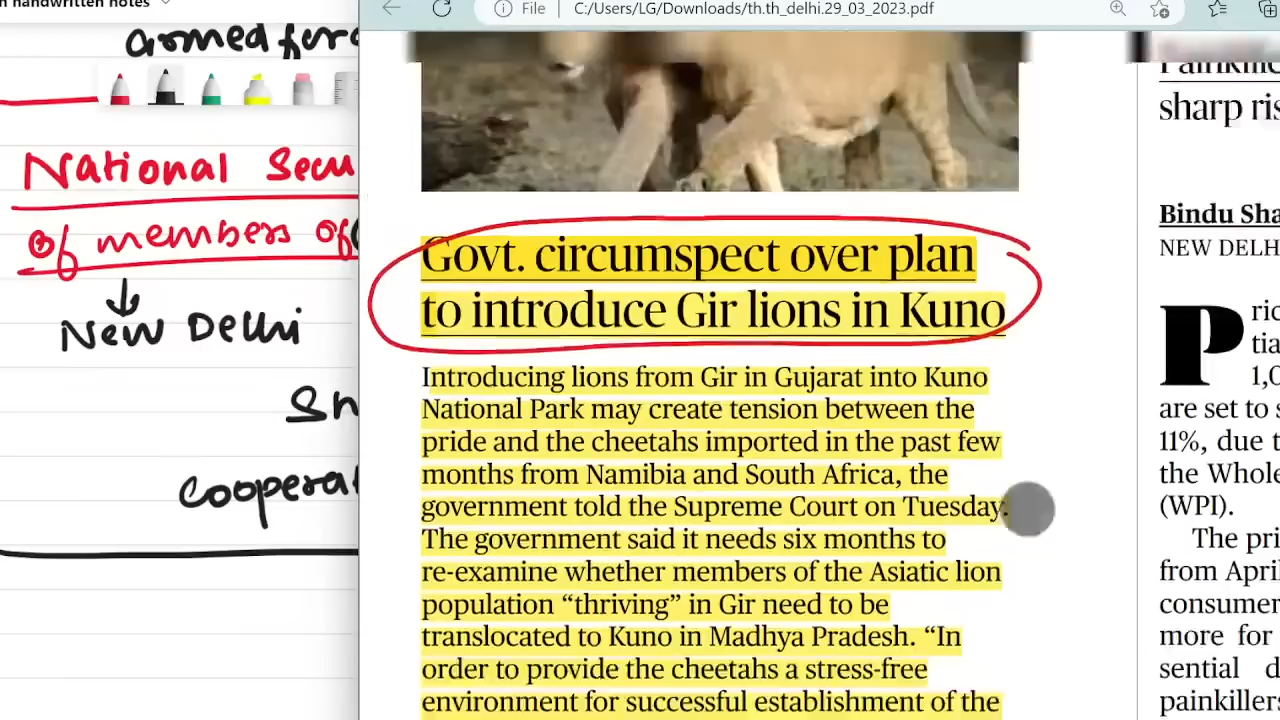 n handwritten notes
armed forc
National Secu
of members of
New Delhi
Sh
cooperat
File
C:/Users/LG/Downloads/th.th_delhi.29_03_2023.pdf
Govt. circumspect over plan
to introduce Gir lions in Kuno
Introducing lions from Gir in Gujarat into Kuno
National Park may create tension between the
pride and the cheetahs imported in the past few
months from Namibia and South Africa, the
government told the Supreme Court on Tuesday.
The government said it needs six months to
re-examine whether members of the Asiatic lion
population “thriving” in Gir need to be
translocated to Kuno in Madhya Pradesh. “In
order to provide the cheetahs a stress-free
environment for successful establishment of the
sharp ris
Bindu Sha
NEW DELH
P ric
tia
1,0
are set to s
11%, due t
the Whole
(WPI).
The pri
from April
consumer
more for
sential d
painkillers